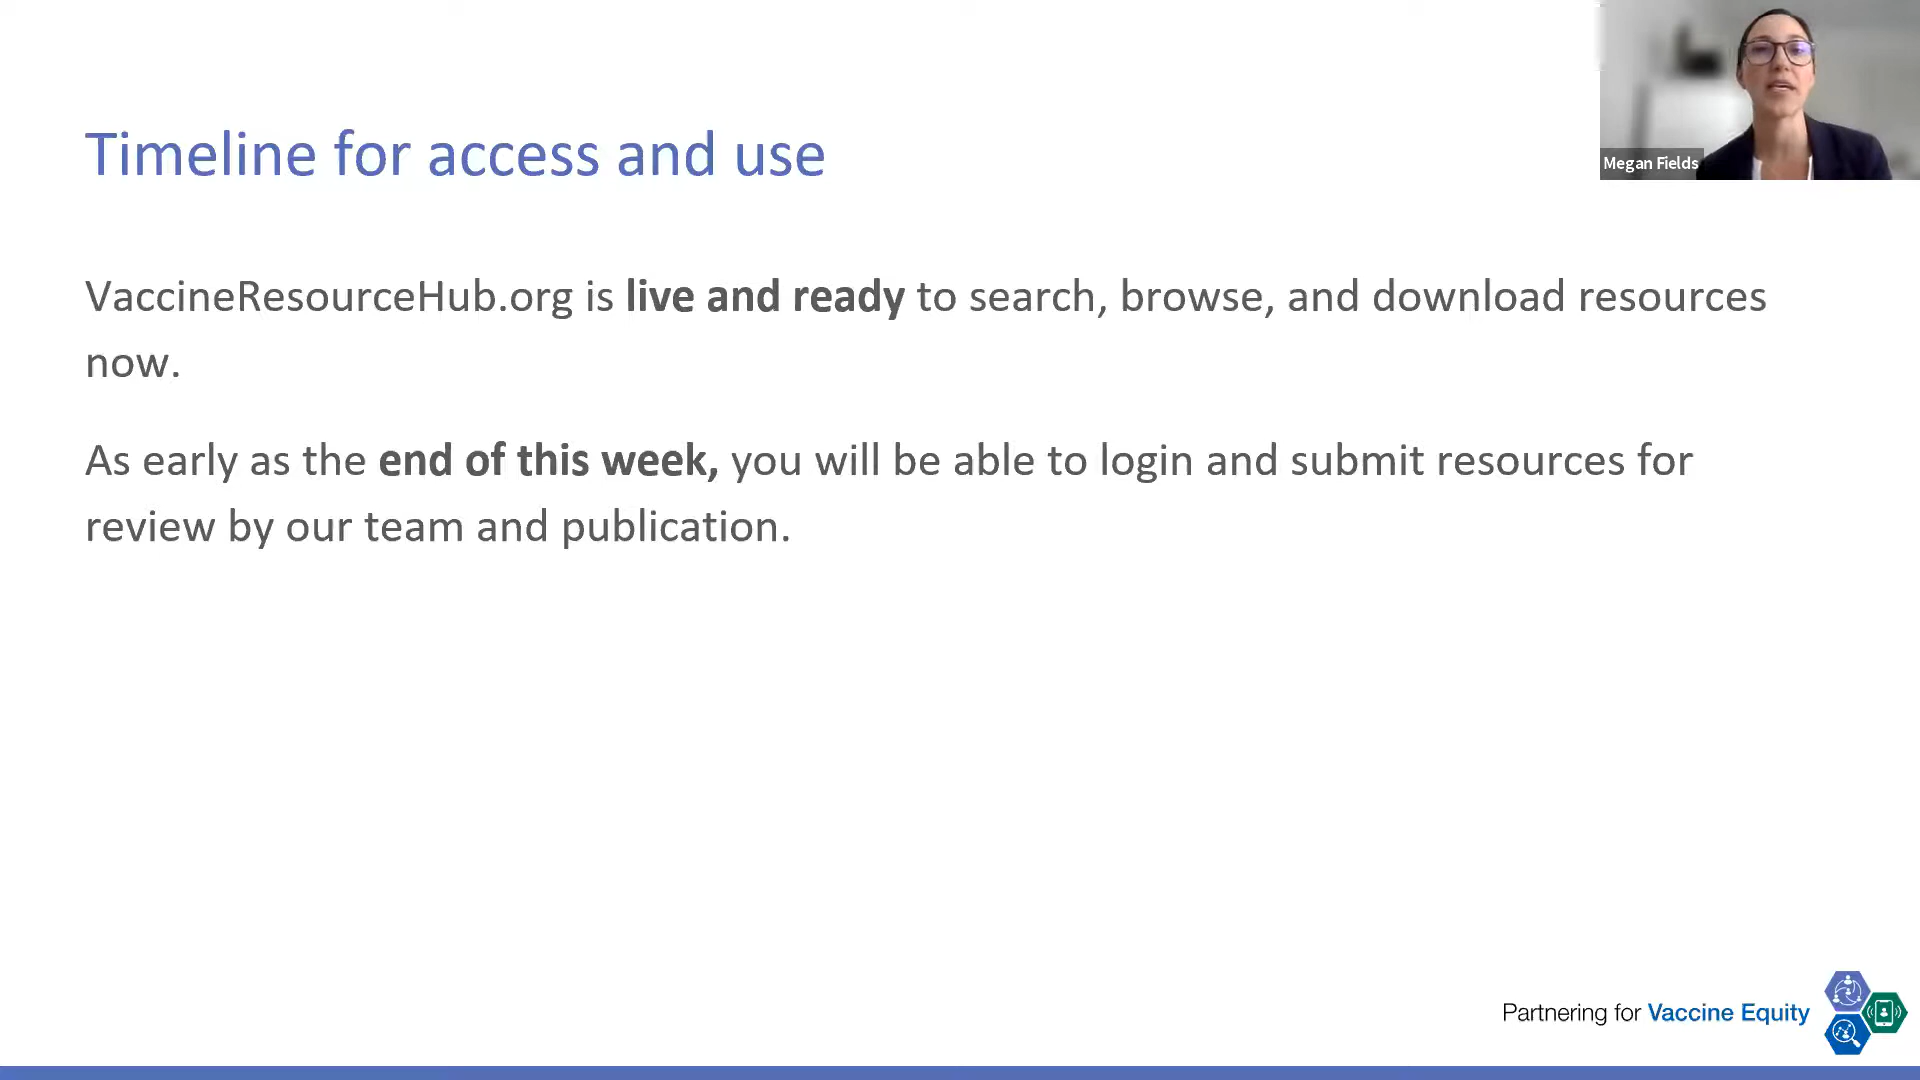 Timeline for access and use
Megan Fields
VaccineResourceHub.org is live and ready to search, browse, and download resources
now.
As early as the end of this week, you will be able to login and submit resources for
review by our team and publication.
Partnering for Vaccine Equity